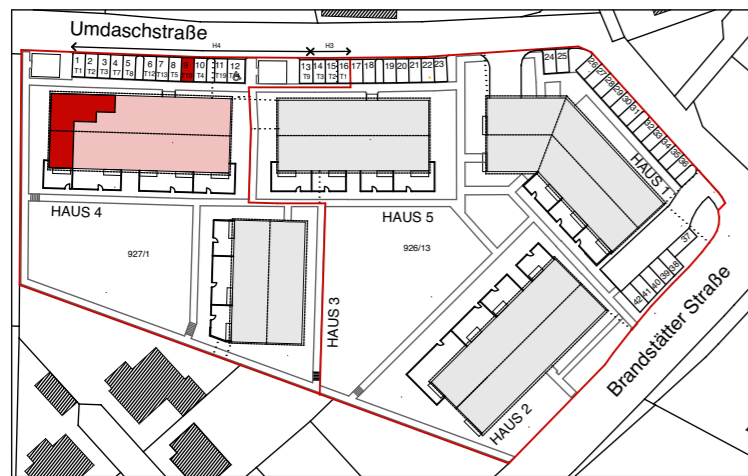 Umdaschstraße
H4 H3
1 2 3 4 5 6 7 8 9 10 11 12 13 14 15 16 17 18 19 20 21 22 23
T1 T2 T3 T7 T8 T12 T13 T5 T10 T4 T19 T9 T3 T2 T1
24 25
26 27 28 29 30 31 32 33 34 35 36
HAUS 1
HAUS 4
HAUS 5
927/1
926/13
HAUS 3
37
38 39 40 41 42
HAUS 2
Brandstätter Straße